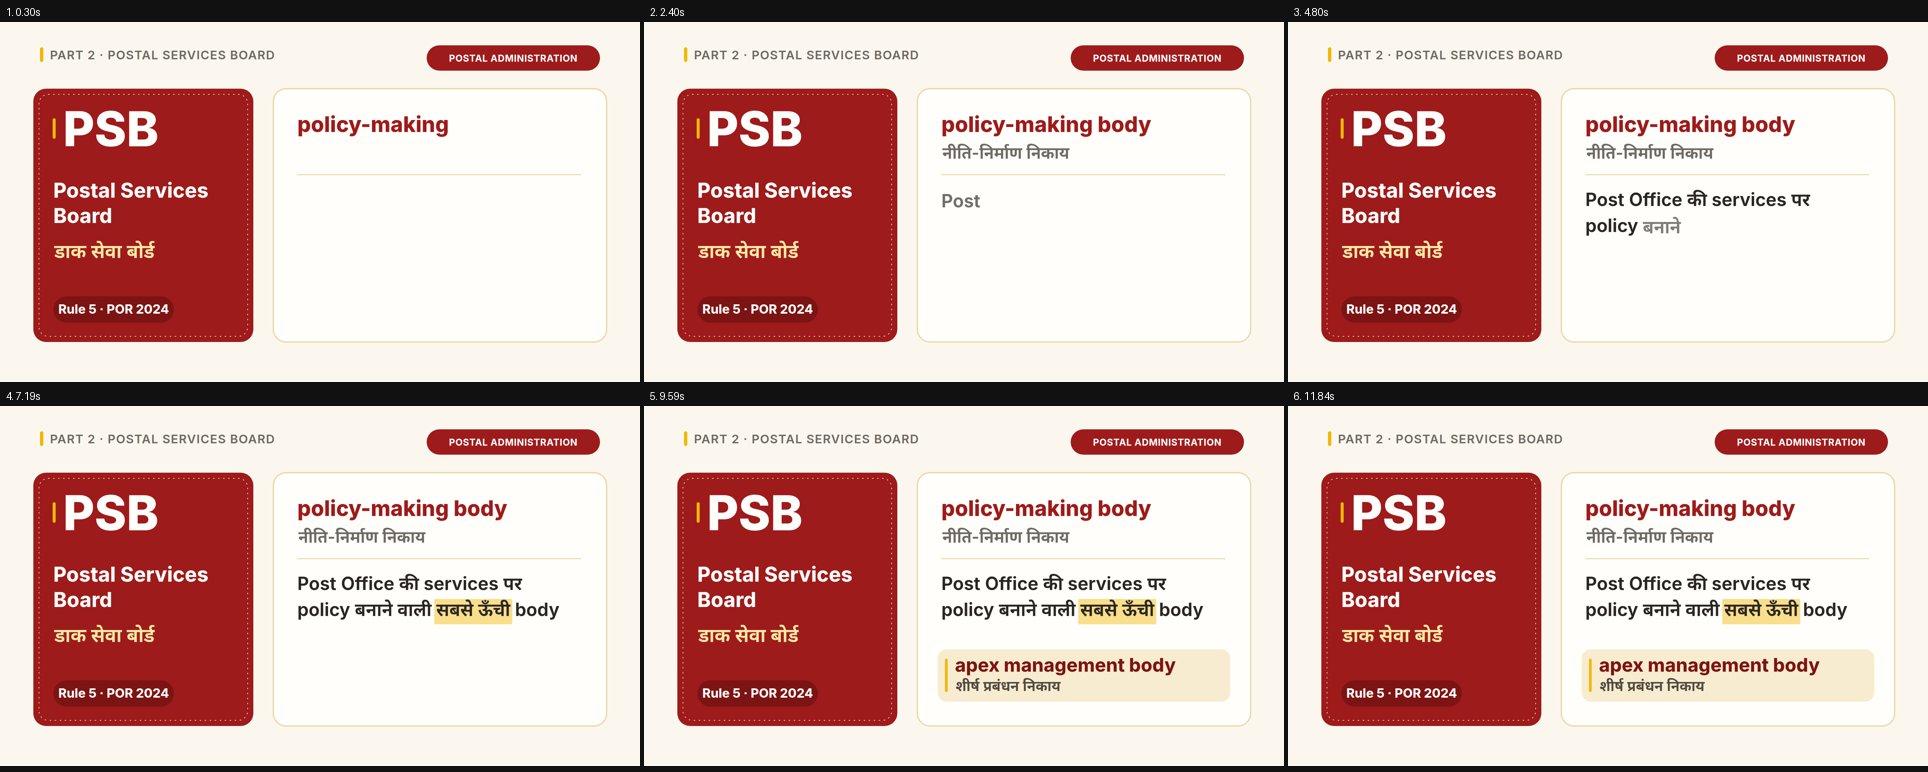 1. 0.30s
PART 2 · POSTAL SERVICES BOARD
POSTAL ADMINISTRATION
PSB
Postal Services
Board
डाक सेवा बोर्ड
Rule 5 · POR 2024
policy-making
2. 2.40s
PART 2 · POSTAL SERVICES BOARD
POSTAL ADMINISTRATION
PSB
Postal Services
Board
डाक सेवा बोर्ड
Rule 5 · POR 2024
policy-making body
नीति-निर्माण निकाय
Post
3. 4.80s
PART 2 · POSTAL SERVICES BOARD
POSTAL ADMINISTRATION
PSB
Postal Services
Board
डाक सेवा बोर्ड
Rule 5 · POR 2024
policy-making body
नीति-निर्माण निकाय
Post Office की services पर
policy बनाने
4. 7.19s
PART 2 · POSTAL SERVICES BOARD
POSTAL ADMINISTRATION
PSB
Postal Services
Board
डाक सेवा बोर्ड
Rule 5 · POR 2024
policy-making body
नीति-निर्माण निकाय
Post Office की services पर
policy बनाने वाली सबसे ऊँची body
5. 9.59s
PART 2 · POSTAL SERVICES BOARD
POSTAL ADMINISTRATION
PSB
Postal Services
Board
डाक सेवा बोर्ड
Rule 5 · POR 2024
policy-making body
नीति-निर्माण निकाय
Post Office की services पर
policy बनाने वाली सबसे ऊँची body
apex management body
शीर्ष प्रबंधन निकाय
6. 11.84s
PART 2 · POSTAL SERVICES BOARD
POSTAL ADMINISTRATION
PSB
Postal Services
Board
डाक सेवा बोर्ड
Rule 5 · POR 2024
policy-making body
नीति-निर्माण निकाय
Post Office की services पर
policy बनाने वाली सबसे ऊँची body
apex management body
शीर्ष प्रबंधन निकाय